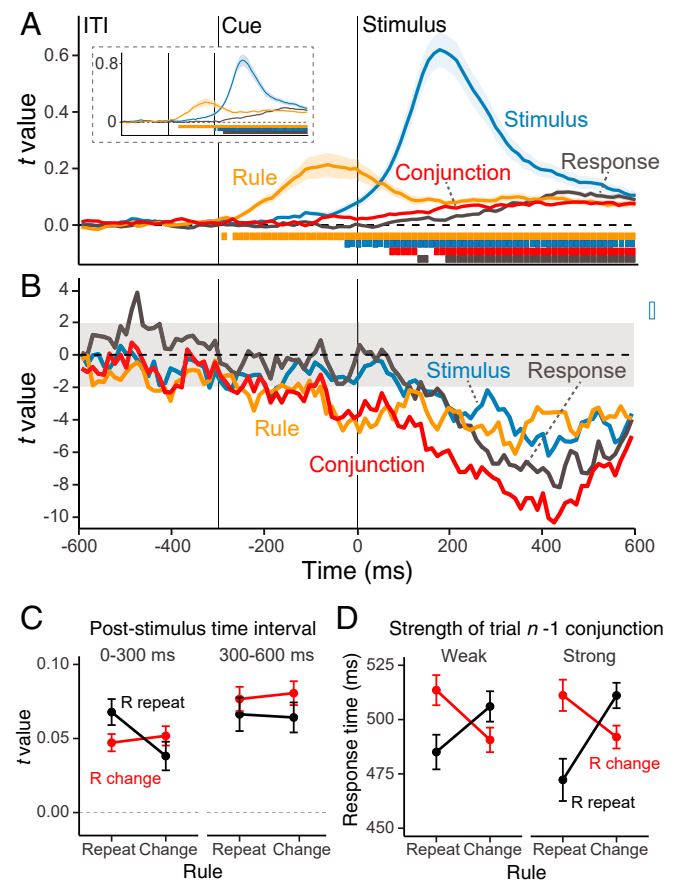 A
ITI
Cue
Stimulus
0.6
0.4
0.2
0.0
t value
0.8
0
Stimulus
Response
Conjunction
Rule
B
4
2
0
-2
-4
-6
-8
-10
t value
Stimulus
Response
Rule
Conjunction
-600
-400
-200
0
200
400
600
Time (ms)
C
Post-stimulus time interval
0-300 ms
300-600 ms
0.10
0.05
0.00
t value
R repeat
R change
Repeat Change
Repeat Change
Rule
D
Strength of trial n -1 conjunction
Weak
Strong
525
500
475
450
Response time (ms)
R change
R repeat
Repeat Change
Repeat Change
Rule